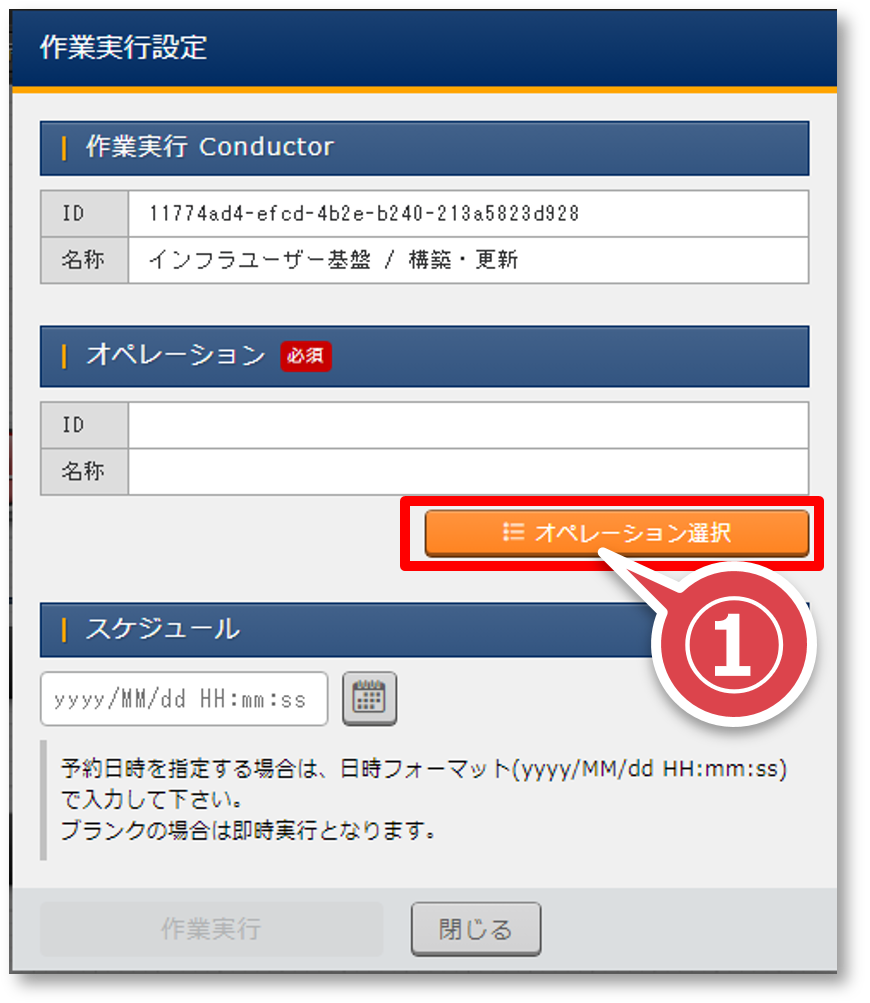 作業実行設定
作業実行 Conductor
ID 11774ad4-efcd-4b2e-b240-213a5823d928
名称 インフラユーザー基盤 / 構築・更新
オペレーション 必須
ID
名称
オペレーション選択
①
スケジュール
yyyy/MM/dd HH:mm:ss
予約日時を指定する場合は、日時フォーマット(yyyy/MM/dd HH:mm:ss)
で入力して下さい。
ブランクの場合は即時実行となります。
作業実行 閉じる